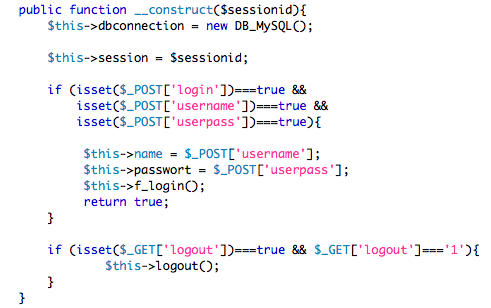 public function __construct($sessionid){
$this->dbconnection = new DB_MySQL();
$this->session = $sessionid;
if (isset($_POST['login'])===true &&
isset($_POST['username'])===true &&
isset($_POST['userpass'])===true){
$this->name = $_POST['username'];
$this->passwort = $_POST['userpass'];
$this->f_login();
return true;
}
if (isset($_GET['logout'])===true && $_GET['logout']==='1'){
$this->logout();
}
}